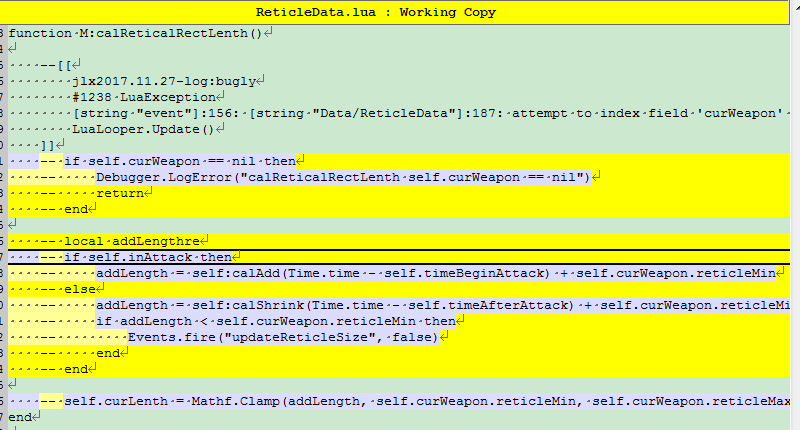 ReticleData.lua : Working Copy
function M:calReticalRectLenth()
--[[
jlx2017.11.27-log:bugly
#1238 LuaException
[string "event"]:156: [string "Data/ReticleData"]:187: attempt to index field 'curWeapon'
LuaLooper.Update()
]]
-- if self.curWeapon == nil then
-- Debugger.LogError("calReticalRectLenth self.curWeapon == nil")
-- return
-- end
-- local addLengthre
-- if self.inAttack then
-- addLength = self:calAdd(Time.time - self.timeBeginAttack) + self.curWeapon.reticleMin
-- else
-- addLength = self:calShrink(Time.time - self.timeAfterAttack) + self.curWeapon.reticleMi
-- if addLength < self.curWeapon.reticleMin then
-- Events.fire("updateReticleSize", false)
-- end
-- end
-- self.curLenth = Mathf.Clamp(addLength, self.curWeapon.reticleMin, self.curWeapon.reticleMax
end